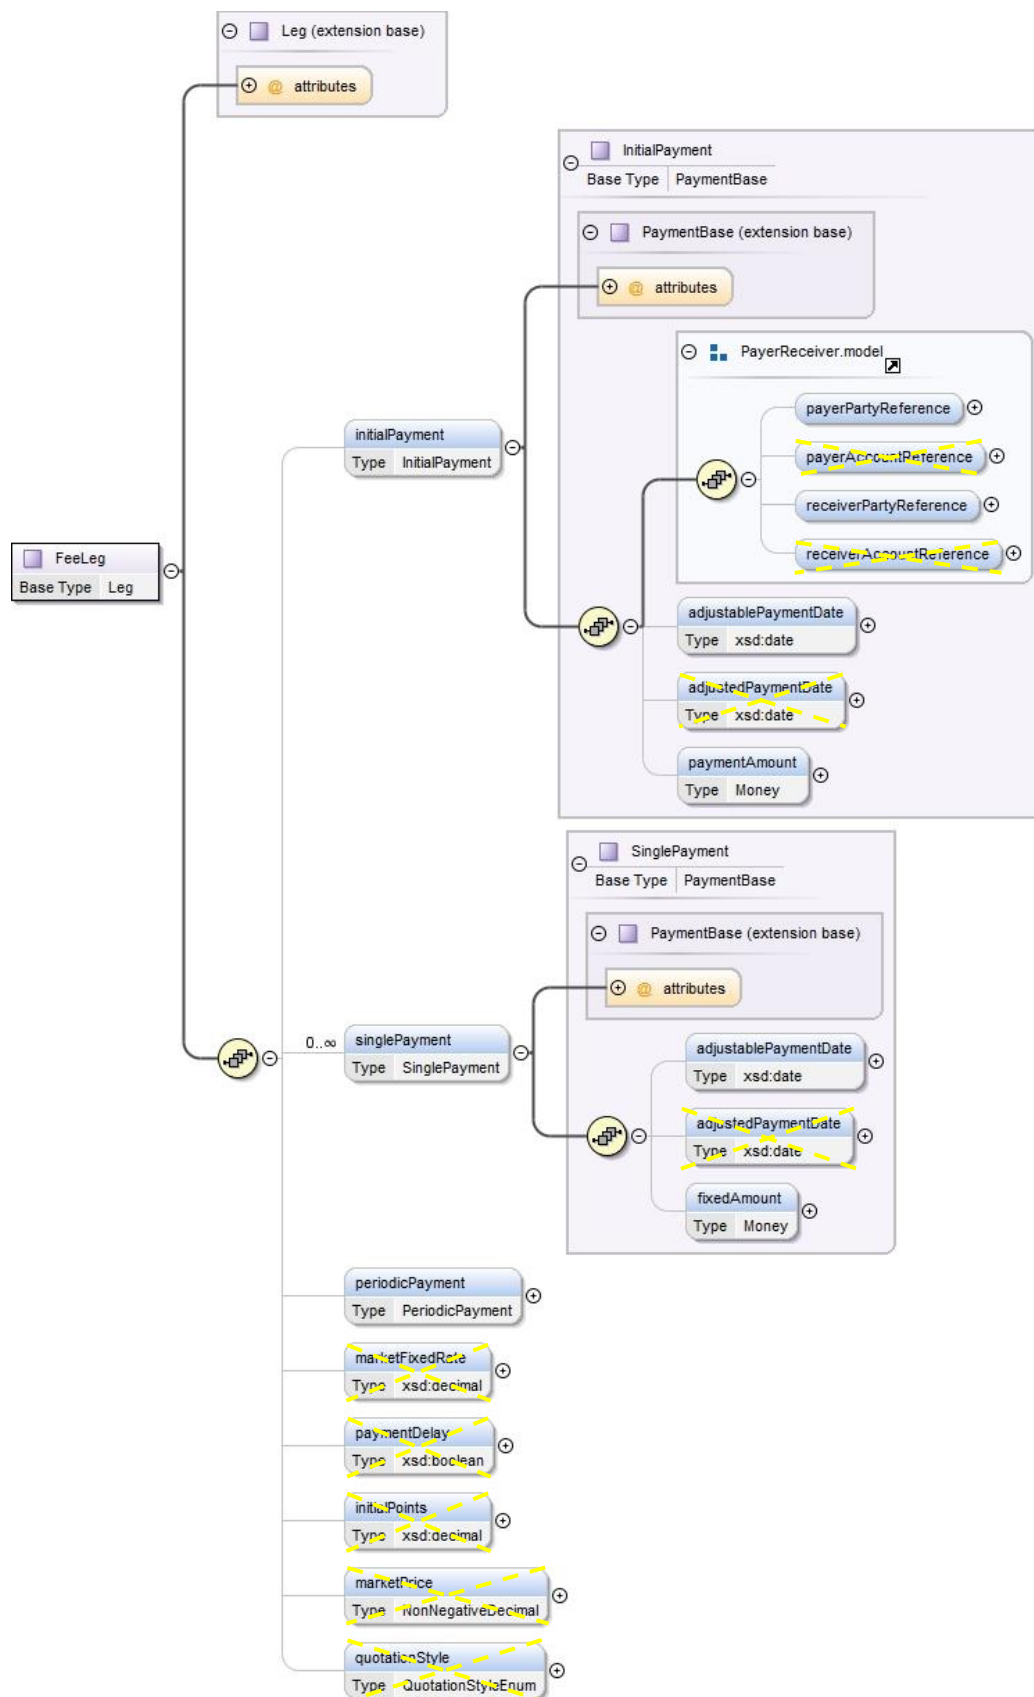 Leg (extension base)
@ attributes
InitialPayment
Base Type PaymentBase
PaymentBase (extension base)
@ attributes
PayerReceiver.model
payerPartyReference
initialPayment
Type InitialPayment
payerAccountReference
receiverPartyReference
receiverAccountReference
FeeLeg
Base Type Leg
adjustablePaymentDate
Type xsd:date
adjustedPaymentDate
Type xsd:date
paymentAmount
Type Money
SinglePayment
Base Type PaymentBase
PaymentBase (extension base)
@ attributes
0..∞
singlePayment
Type SinglePayment
adjustablePaymentDate
Type xsd:date
adjustedPaymentDate
Type xsd:date
fixedAmount
Type Money
periodicPayment
Type PeriodicPayment
marketFixedRate
Type xsd:decimal
paymentDelay
Type xsd:boolean
initialPoints
Type xsd:decimal
marketPrice
Type NonNegativeDecimal
quotationStyle
Type QuotationStyleEnum